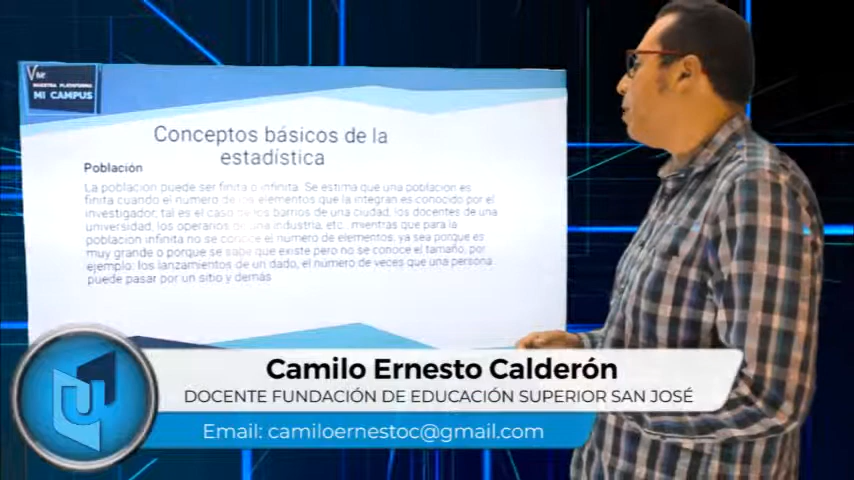 Vive
NUESTRA PLATAFORMA
MI CAMPUS
Conceptos básicos de la
estadística
Población
La población puede ser finita o infinita. Se estima que una población es
finita cuando el número de los elementos que la integran es conocido por el
investigador, tal es el caso de los barrios de una ciudad, los docentes de una
universidad, los operarios de una industria, etc., mientras que para la
población infinita no se conoce el número de elementos, ya sea porque es
muy grande o porque se sabe que existe pero no se conoce el tamaño, por
ejemplo: los lanzamientos de un dado, el número de veces que una persona
puede pasar por un sitio y demás
Camilo Ernesto Calderón
DOCENTE FUNDACIÓN DE EDUCACIÓN SUPERIOR SAN JOSÉ
Email: camiloernestoc@gmail.com